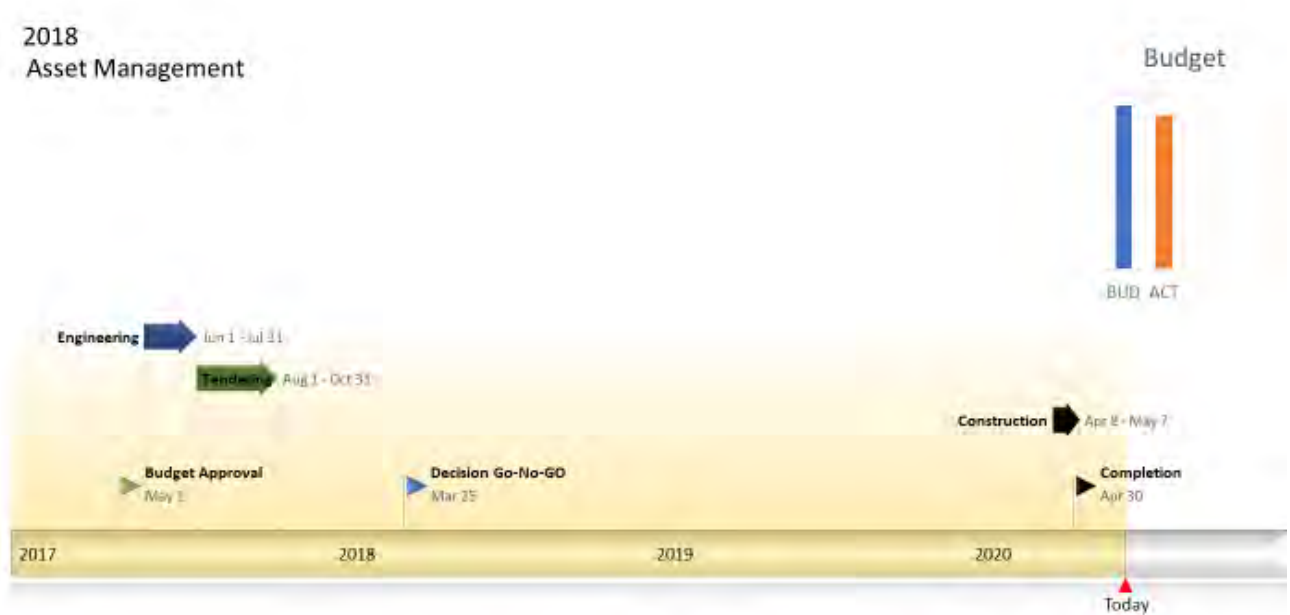 2018
Asset Management
Budget
BUD ACT
Engineering Jun 1 - Jul 31
Tendering Aug 1 - Oct 31
Construction Apr 8 - May 7
Budget Approval
May 1
Decision Go-No-GO
Mar 25
Completion
Apr 30
2017 2018 2019 2020
Today